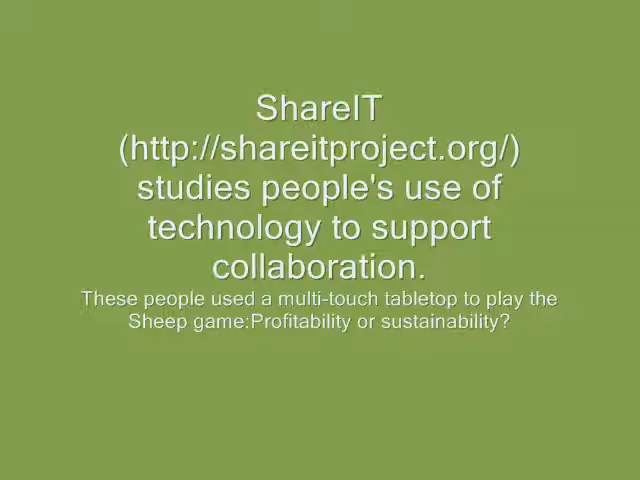 ShareIT
(http://shareitproject.org/)
studies people's use of
technology to support
collaboration.
These people used a multi-touch tabletop to play the
Sheep game:Profitability or sustainability?